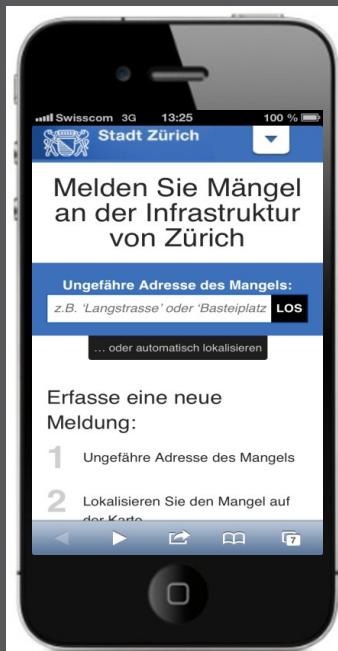 Swisscom 3G 13:25 100 %
Stadt Zürich
Melden Sie Mängel
an der Infrastruktur
von Zürich
Ungefähre Adresse des Mangels:
z.B. ‘Langstrasse’ oder ‘Basteiplatz LOS
... oder automatisch lokalisieren
Erfasse eine neue
Meldung:
1 Ungefähre Adresse des Mangels
2 Lokalisieren Sie den Mangel auf
der Karte
7